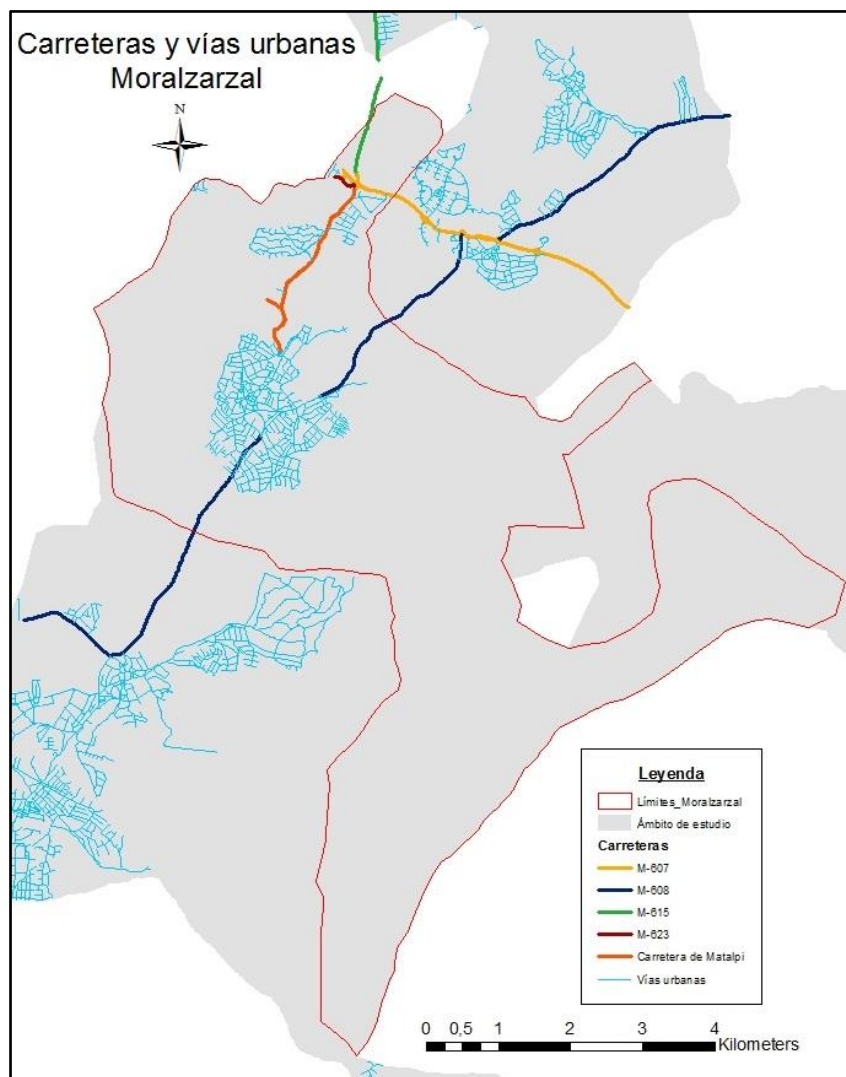 Carreteras y vías urbanas
Moralzarzal
N
Leyenda
Límites_Moralzarzal
Ámbito de estudio
Carreteras
M-607
M-608
M-615
M-623
Carretera de Matalpi
Vías urbanas
0 0,5 1 2 3 4
Kilometers